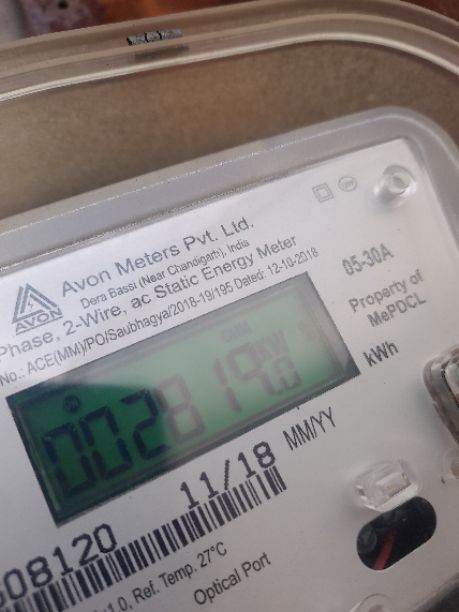 AVON
Avon Meters Pvt. Ltd.
Dera Bassi (Near Chandigarh), India
Phase, 2-Wire, ac Static Energy Meter
No.: ACE(MM)/PO/Saubhagya/2018-19/195 Dated: 12-10-2018
05-30A
Property of
MePDCL
002819
kWh
11/18 MM/YY
08120
Ref. Temp. 27°C
Optical Port